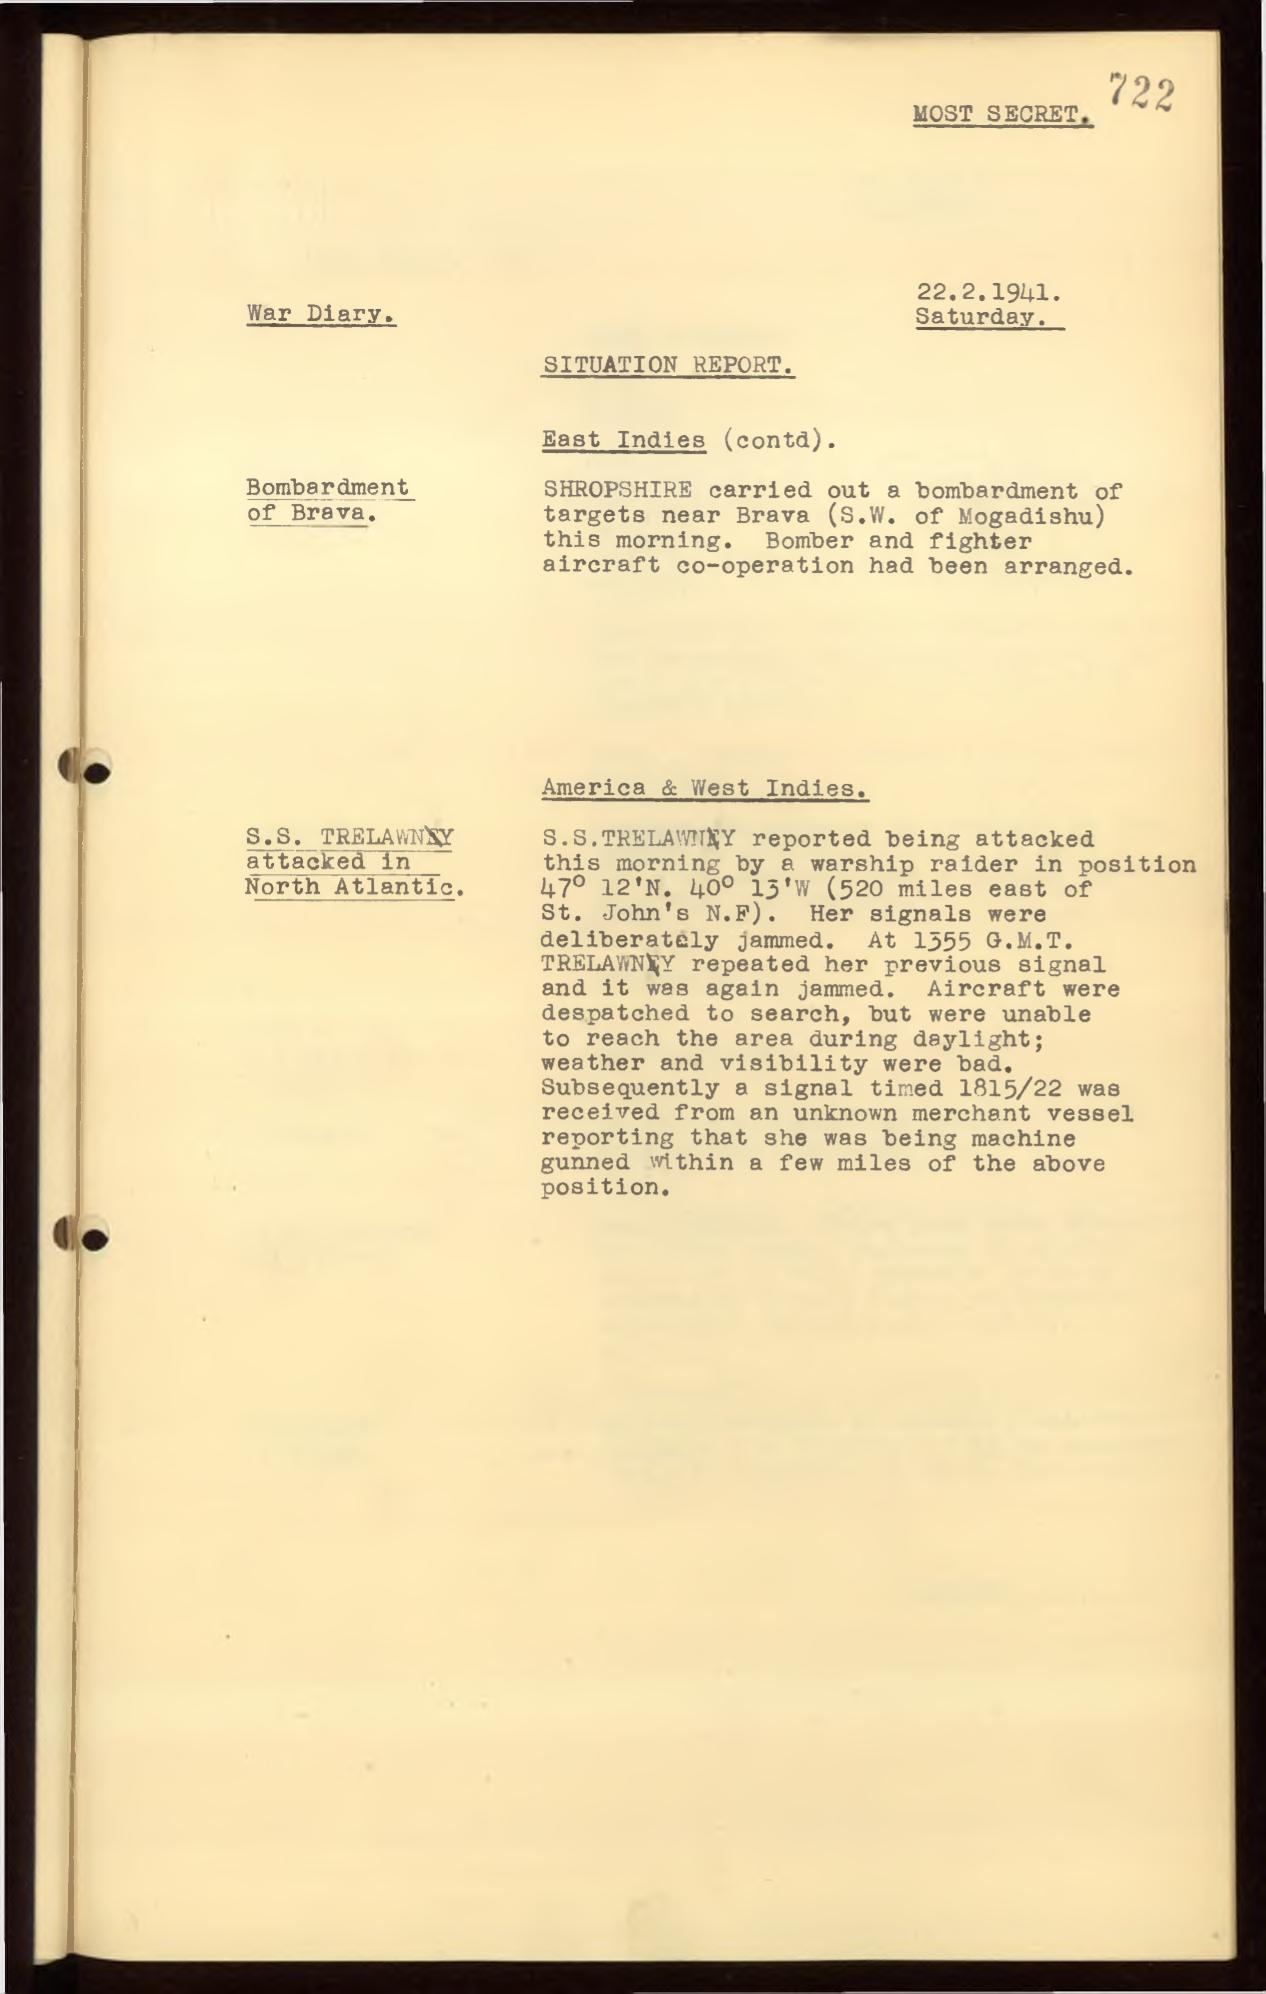 722
MOST SECRET.
22.2.1941.
War Diary.
Saturday.
SITUATION REPORT.
East Indies (contd).
Bombardment
of Brava.
SHROPSHIRE carried out a bombardment of
targets near Brava (S.W. of Mogadishu)
this morning.  Bomber and fighter
aircraft co-operation had been arranged.
America & West Indies.
S.S. TRELAWNEY
attacked in
North Atlantic.
S.S.TRELAWNEY reported being attacked
this morning by a warship raider in position
47° 12'N. 40° 13'W (520 miles east of
St. John's N.F).  Her signals were
deliberately jammed.  At 1355 G.M.T.
TRELAWNEY repeated her previous signal
and it was again jammed.  Aircraft were
despatched to search, but were unable
to reach the area during daylight;
weather and visibility were bad.
Subsequently a signal timed 1815/22 was
received from an unknown merchant vessel
reporting that she was being machine
gunned within a few miles of the above
position.